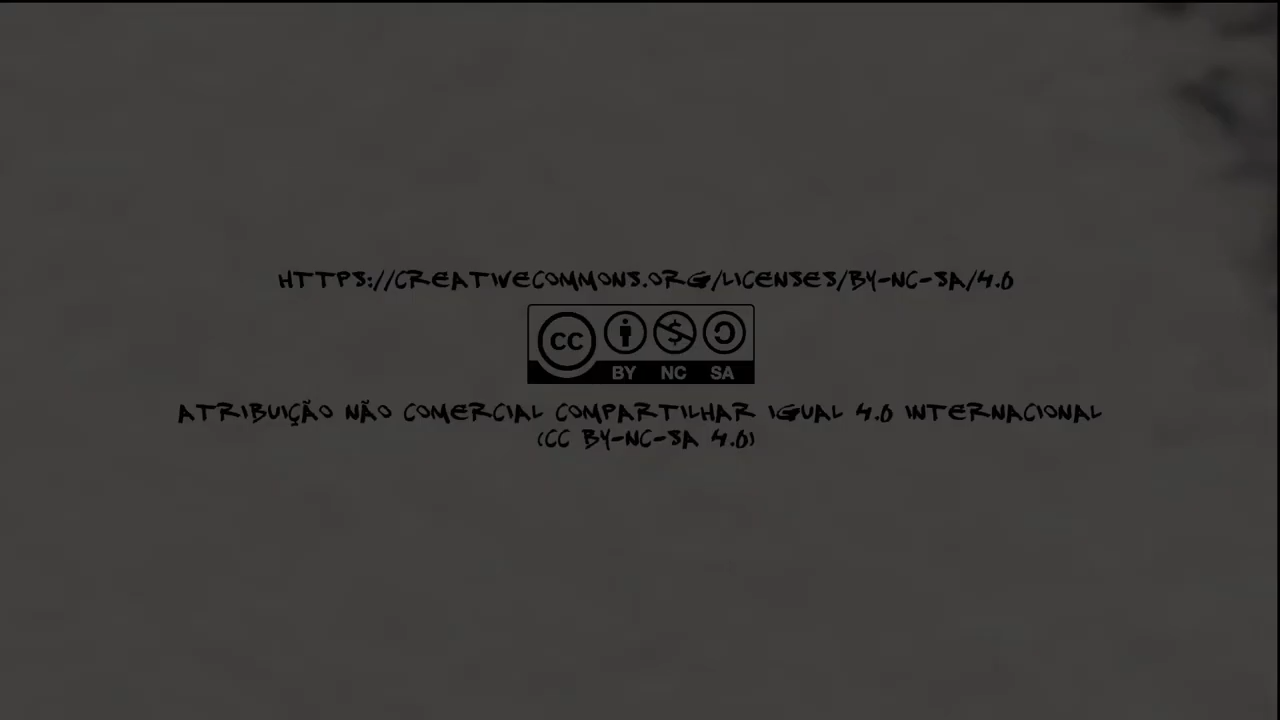 HTTPS://CREATIVECOMMONS.ORG/LICENSES/BY-NC-SA/4.0
CC BY NC SA
ATRIBUIÇÃO NÃO COMERCIAL COMPARTILHAR IGUAL 4.0 INTERNACIONAL
(CC BY-NC-SA 4.0)